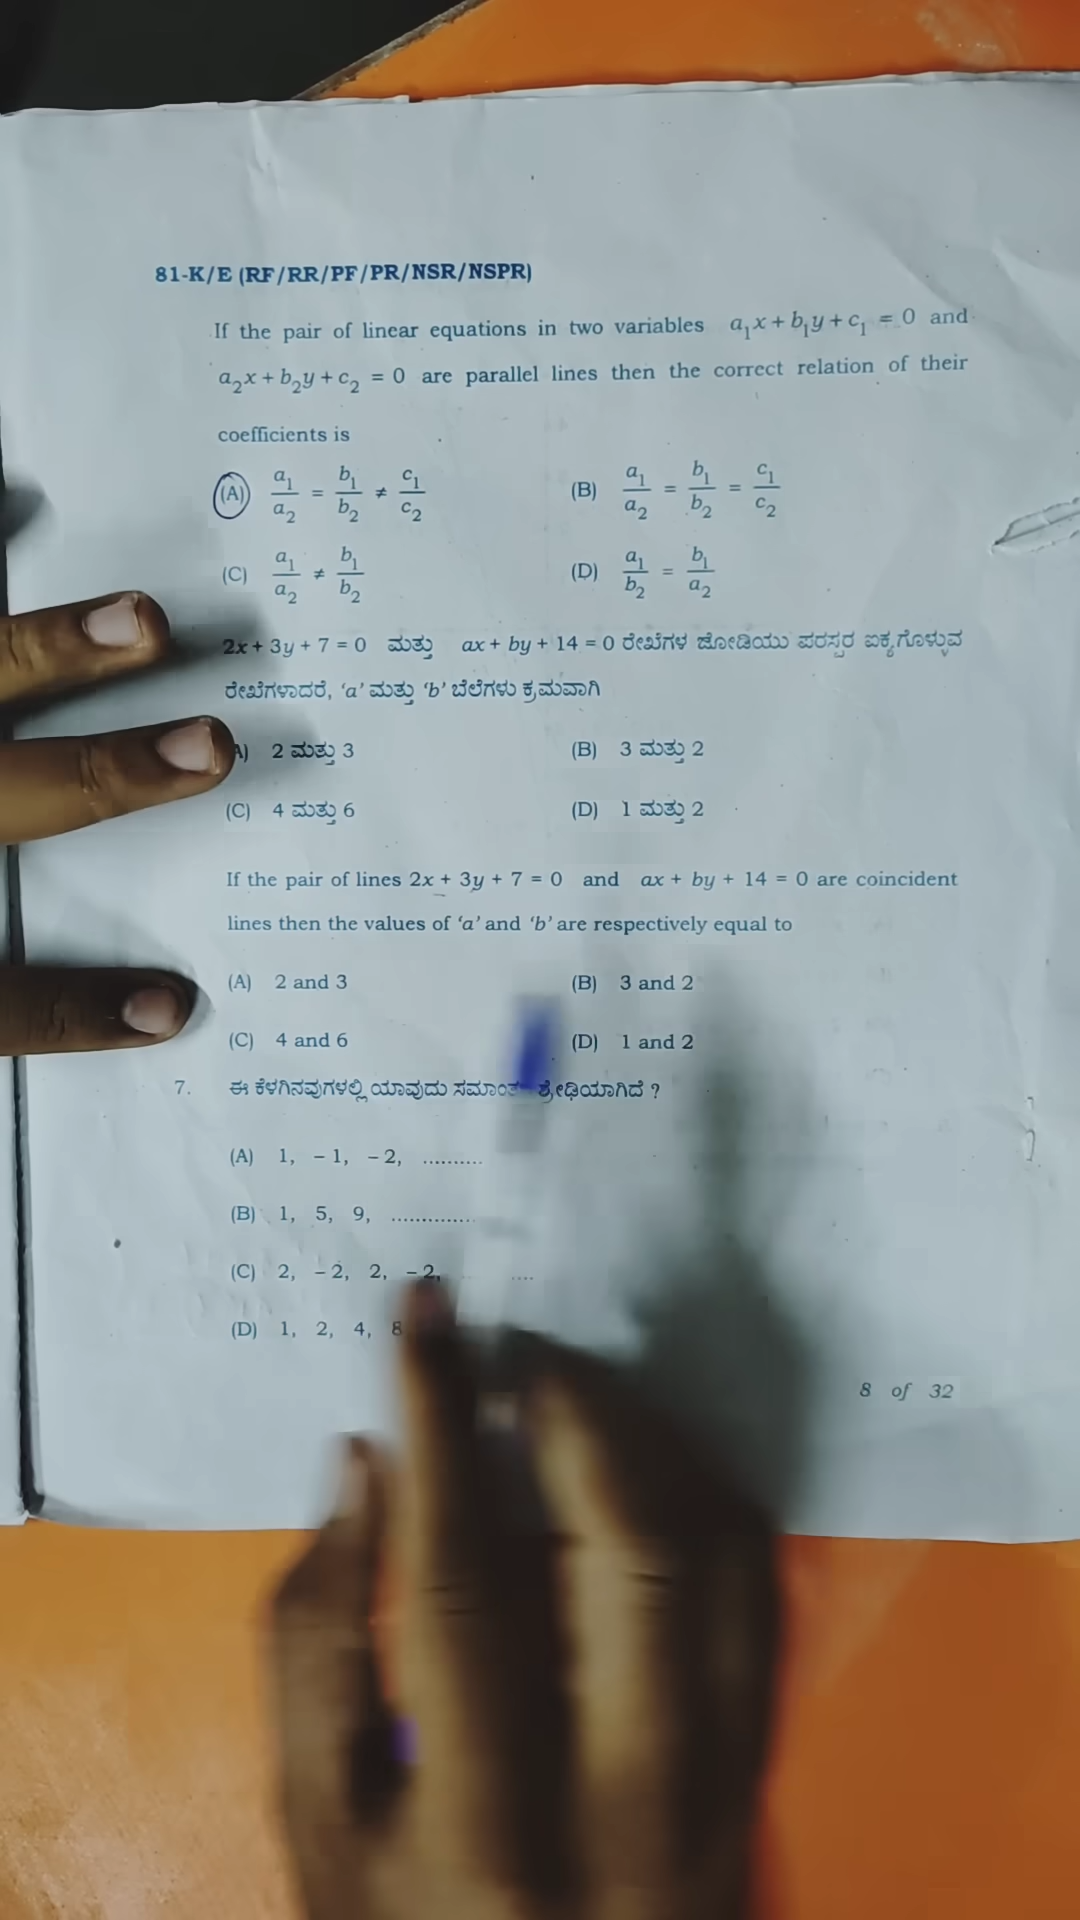 81-K/E (RF/RR/PF/PR/NSR/NSPR)
If the pair of linear equations in two variables a₁x + b₁y + c₁ = 0 and
a₂x + b₂y + c₂ = 0 are parallel lines then the correct relation of their
coefficients is
(A) a₁/a₂ = b₁/b₂ ≠ c₁/c₂ (B) a₁/a₂ = b₁/b₂ = c₁/c₂
(C) a₁/a₂ ≠ b₁/b₂ (D) a₁/b₂ = b₁/a₂
2x + 3y + 7 = 0 ಮತ್ತು ax + by + 14 = 0 ರೇಖೆಗಳ ಜೋಡಿಯು ಪರಸ್ಪರ ಐಕ್ಯಗೊಳ್ಳುವ
ರೇಖೆಗಳಾದರೆ, ‘a’ ಮತ್ತು ‘b’ ಬೆಲೆಗಳು ಕ್ರಮವಾಗಿ
A) 2 ಮತ್ತು 3 (B) 3 ಮತ್ತು 2
(C) 4 ಮತ್ತು 6 (D) 1 ಮತ್ತು 2
If the pair of lines 2x + 3y + 7 = 0 and ax + by + 14 = 0 are coincident
lines then the values of ‘a’ and ‘b’ are respectively equal to
(A) 2 and 3 (B) 3 and 2
(C) 4 and 6 (D) 1 and 2
7. ಈ ಕೆಳಗಿನವುಗಳಲ್ಲಿ ಯಾವುದು ಶ್ರೇಢಿಯಾಗಿದೆ ?
(A) 1, – 1, – 2, ..........
(B) 1, 5, 9, .............
(C) 2, – 2, 2, – 2, ....
(D) 1, 2, 4, 8
8 of 32